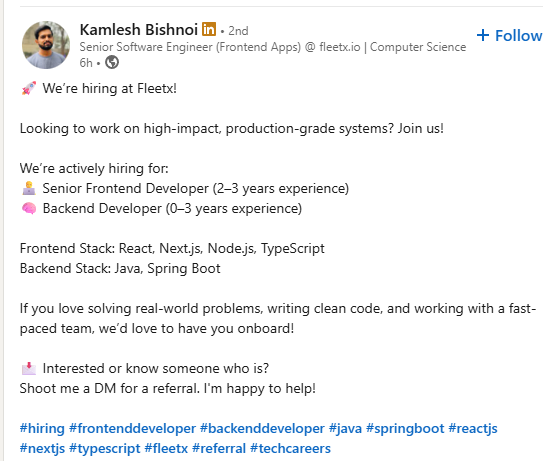 Kamlesh Bishnoi in • 2nd
+ Follow
Senior Software Engineer (Frontend Apps) @ fleetx.io | Computer Science
6h •
🚀 We're hiring at Fleetx!
Looking to work on high-impact, production-grade systems? Join us!
We're actively hiring for:
🧑‍💻 Senior Frontend Developer (2–3 years experience)
🧠 Backend Developer (0–3 years experience)
Frontend Stack: React, Next.js, Node.js, TypeScript
Backend Stack: Java, Spring Boot
If you love solving real-world problems, writing clean code, and working with a fast-
paced team, we'd love to have you onboard!
📩 Interested or know someone who is?
Shoot me a DM for a referral. I'm happy to help!
#hiring #frontenddeveloper #backenddeveloper #java #springboot #reactjs
#nextjs #typescript #fleetx #referral #techcareers